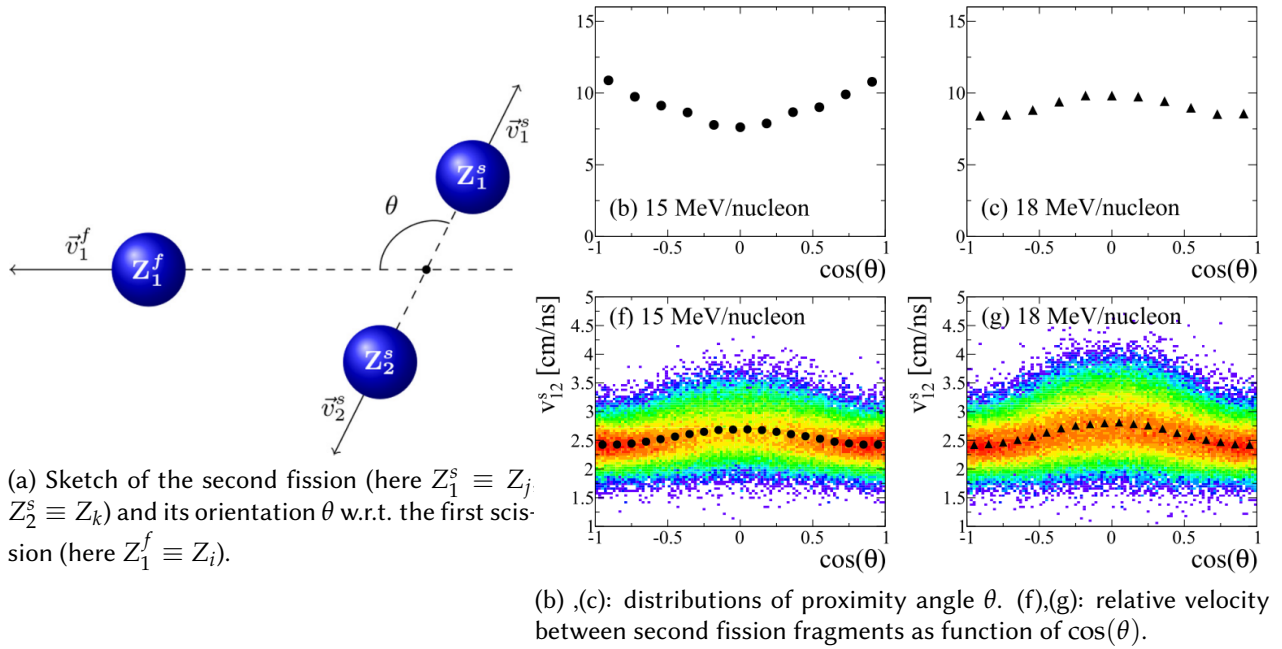 v⃗₁ˢ
Z₁ˢ
θ
v⃗₁ᶠ
Z₁ᶠ
Z₂ˢ
v⃗₂ˢ
(a) Sketch of the second fission (here Z₁ˢ ≡ Zⱼ
Z₂ˢ ≡ Zₖ) and its orientation θ w.r.t. the first scis-
sion (here Z₁ᶠ ≡ Zᵢ).
15
10
5
0
(b) 15 MeV/nucleon
-1 -0.5 0 0.5 1
cos(θ)
15
10
5
0
(c) 18 MeV/nucleon
-1 -0.5 0 0.5 1
cos(θ)
v₁₂ˢ [cm/ns]
5
4.5
4
3.5
3
2.5
2
1.5
1
(f) 15 MeV/nucleon
-1 -0.5 0 0.5 1
cos(θ)
v₁₂ˢ [cm/ns]
5
4.5
4
3.5
3
2.5
2
1.5
1
(g) 18 MeV/nucleon
-1 -0.5 0 0.5 1
cos(θ)
(b) ,(c): distributions of proximity angle θ. (f),(g): relative velocity
between second fission fragments as function of cos(θ).